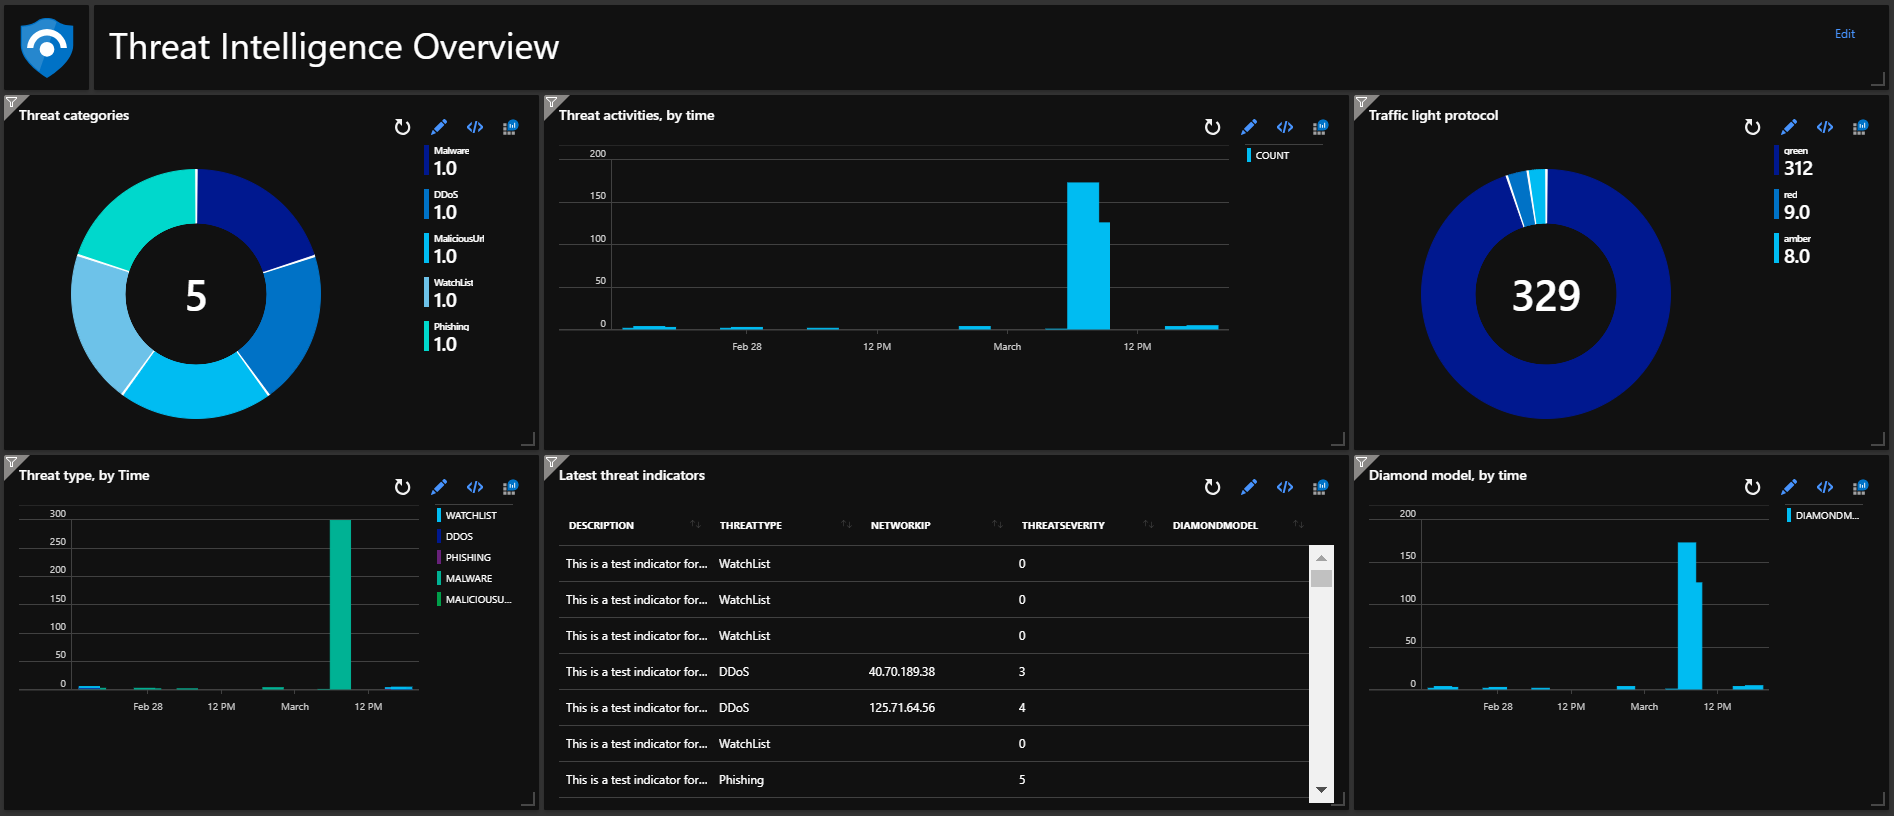 Threat Intelligence Overview
Edit
Threat categories
Malware
1.0
DDoS
1.0
MaliciousUrl
1.0
WatchList
1.0
Phishing
1.0
5
Threat activities, by time
COUNT
200
150
100
50
0
Feb 28 12 PM March 12 PM
Traffic light protocol
green
312
red
9.0
amber
8.0
329
Threat type, by Time
WATCHLIST
DDOS
PHISHING
MALWARE
MALICIOUSU...
300
250
200
150
100
50
0
Feb 28 12 PM March 12 PM
Latest threat indicators
DESCRIPTION THREATTYPE NETWORKIP THREATSEVERITY DIAMONDMODEL
This is a test indicator for... WatchList 0
This is a test indicator for... WatchList 0
This is a test indicator for... WatchList 0
This is a test indicator for... DDoS 40.70.189.38 3
This is a test indicator for... DDoS 125.71.64.56 4
This is a test indicator for... WatchList 0
This is a test indicator for... Phishing 5
Diamond model, by time
DIAMONDM...
200
150
100
50
0
Feb 28 12 PM March 12 PM